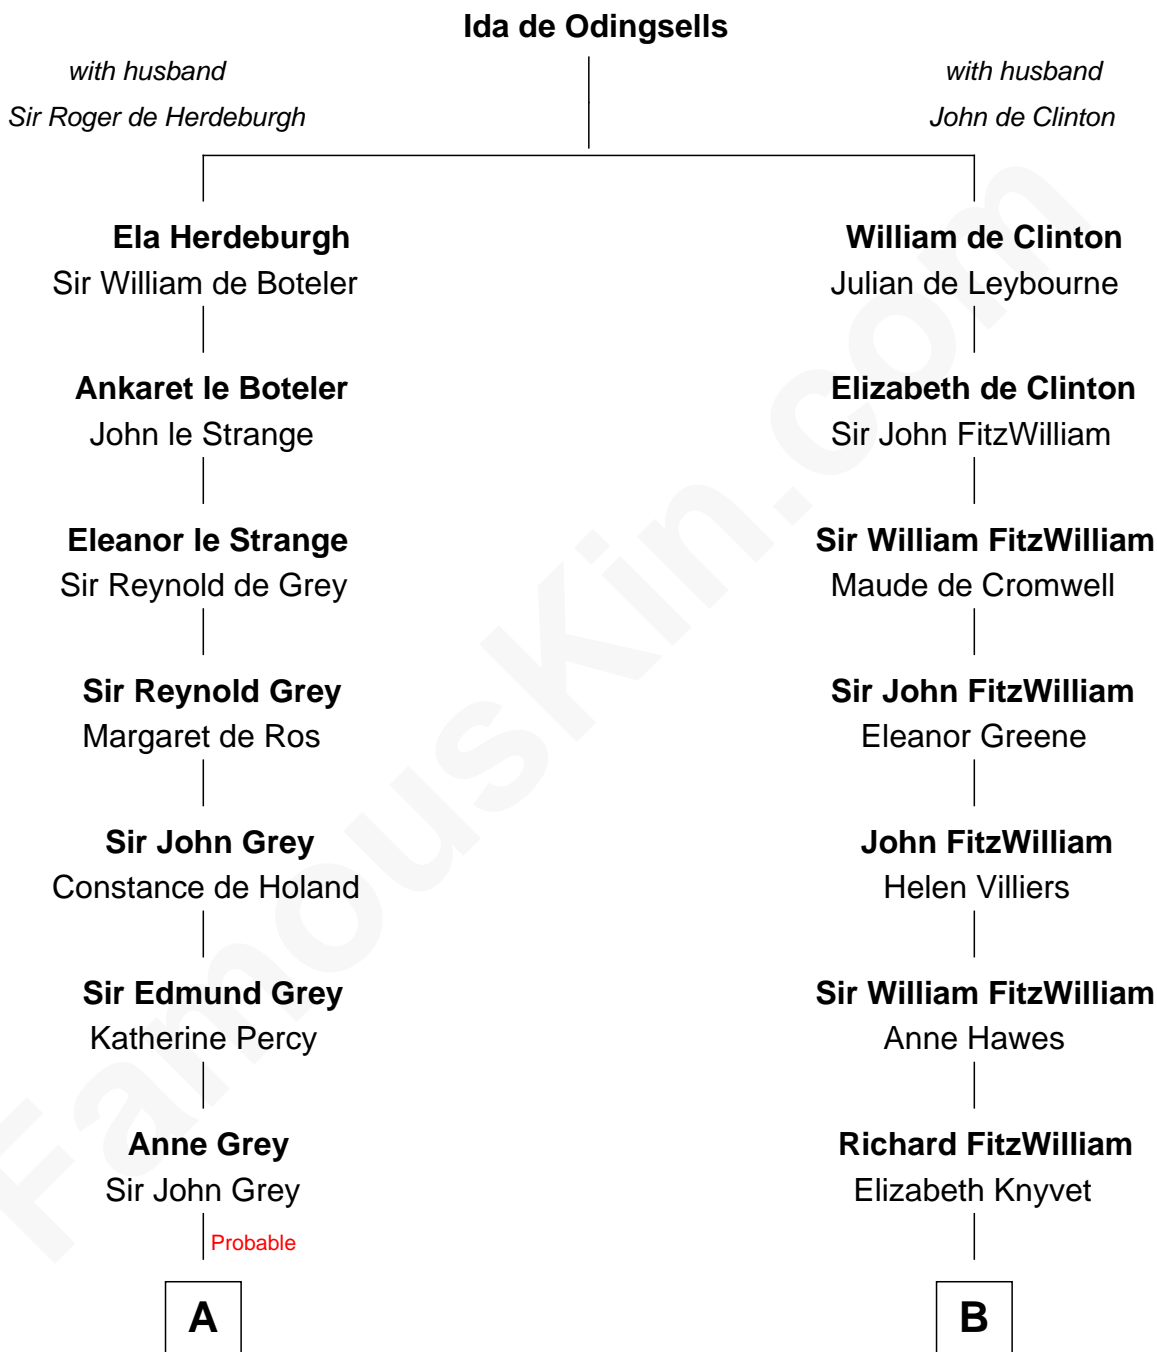 Ida de Odingsells
with husband
Sir Roger de Herdeburgh
with husband
John de Clinton
Ela Herdeburgh
Sir William de Boteler
William de Clinton
Julian de Leybourne
Ankaret le Boteler
John le Strange
Elizabeth de Clinton
Sir John FitzWilliam
Eleanor le Strange
Sir Reynold de Grey
Sir William FitzWilliam
Maude de Cromwell
Sir Reynold Grey
Margaret de Ros
Sir John FitzWilliam
Eleanor Greene
Sir John Grey
Constance de Holand
John FitzWilliam
Helen Villiers
Sir Edmund Grey
Katherine Percy
Sir William FitzWilliam
Anne Hawes
Anne Grey
Sir John Grey
Richard FitzWilliam
Elizabeth Knyvet
Probable
A
B
FamousKin.com